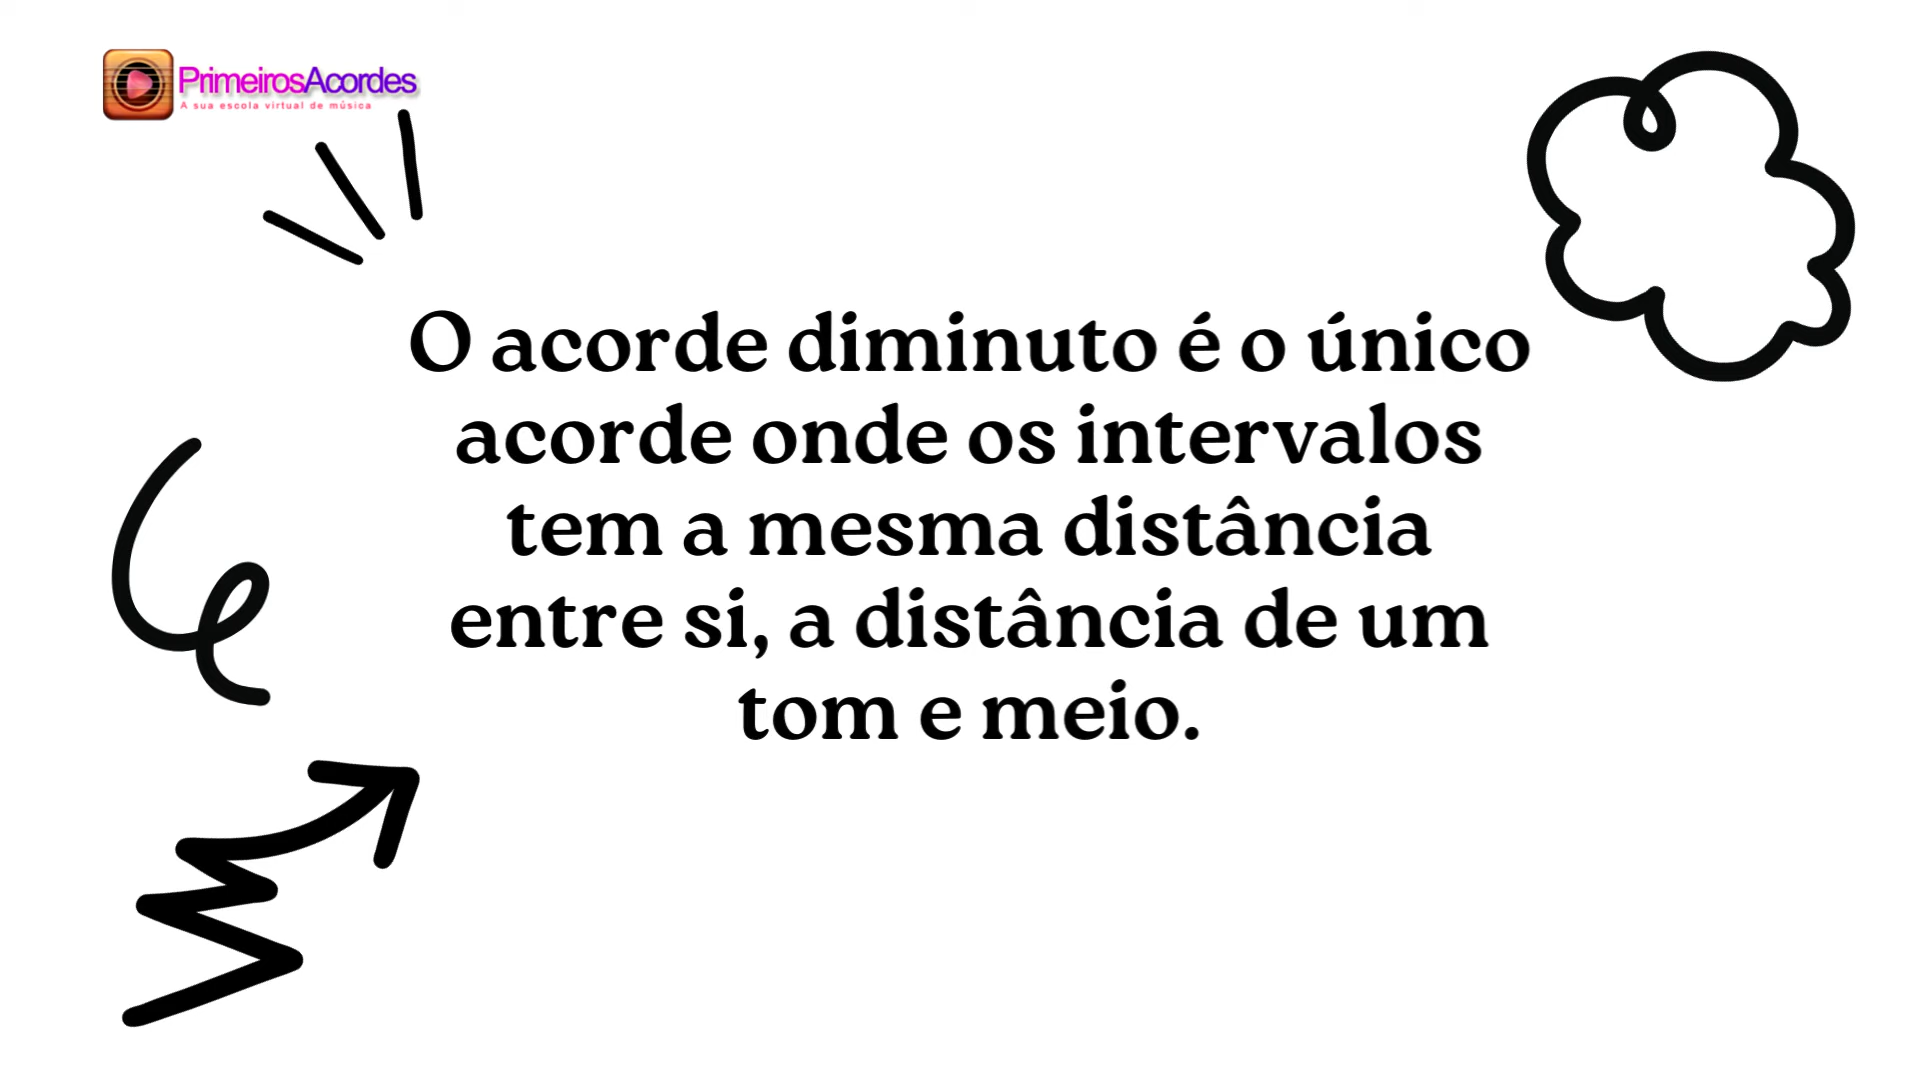 PrimeirosAcordes
A sua escola virtual de música
O acorde diminuto é o único
acorde onde os intervalos
tem a mesma distância
entre si, a distância de um
tom e meio.